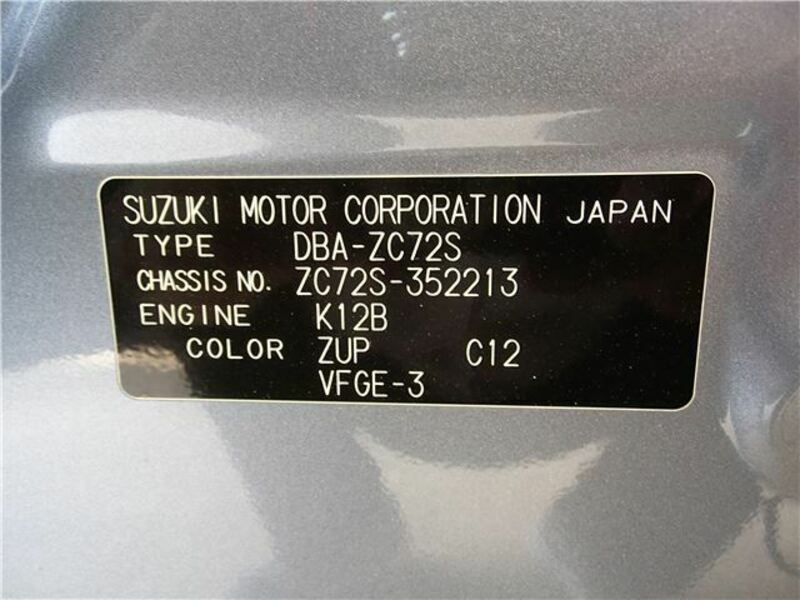 SUZUKI MOTOR CORPORATION JAPAN
TYPE DBA-ZC72S
CHASSIS NO. ZC72S-352213
ENGINE K12B
COLOR ZUP C12
VFGE-3